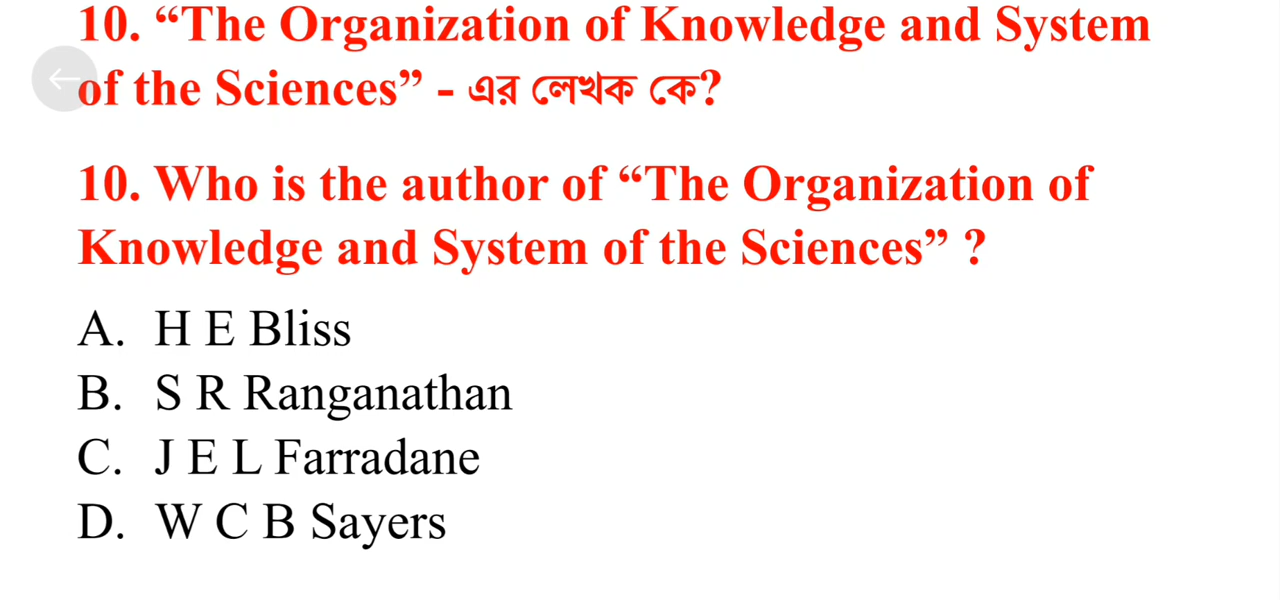 10. “The Organization of Knowledge and System
of the Sciences” - এর লেখক কে?
10. Who is the author of “The Organization of
Knowledge and System of the Sciences” ?
A. H E Bliss
B. S R Ranganathan
C. J E L Farradane
D. W C B Sayers